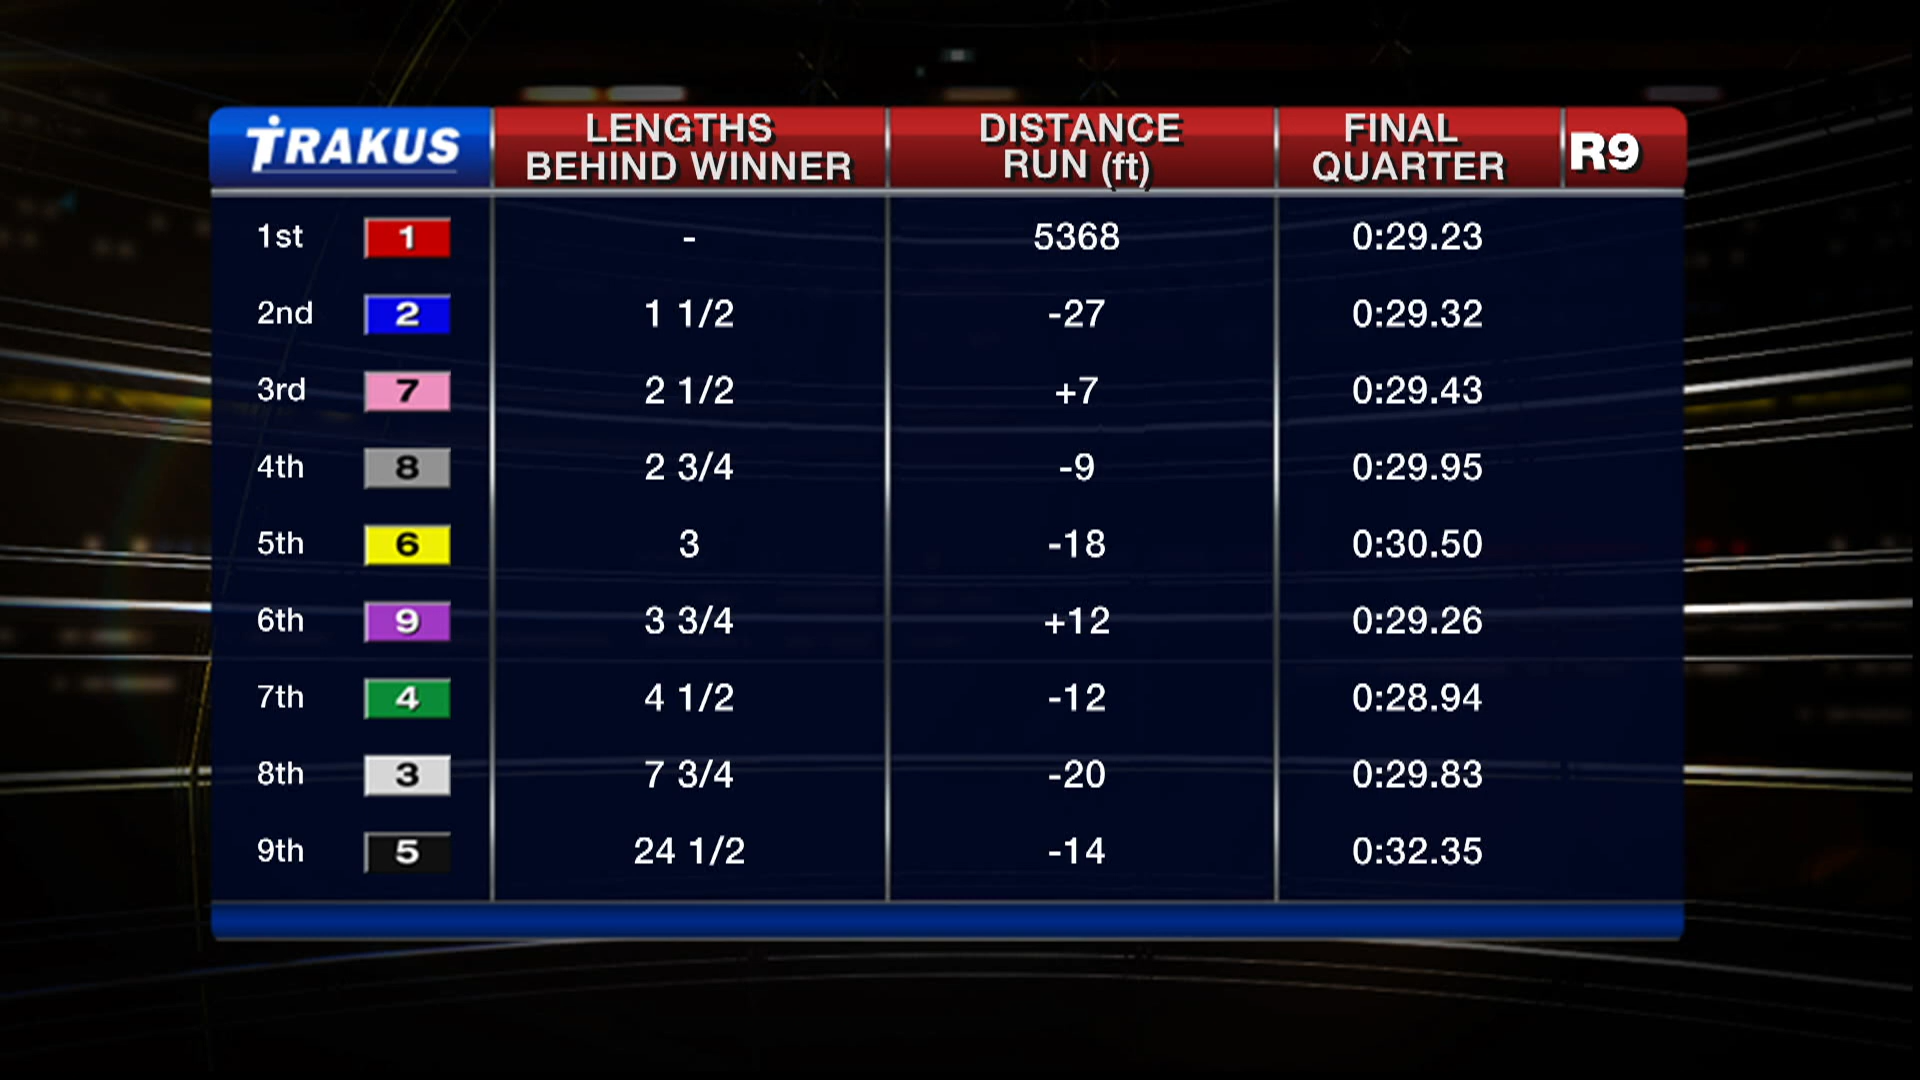 TRAKUS LENGTHS BEHIND WINNER DISTANCE RUN (ft) FINAL QUARTER R9
1st 1 - 5368 0:29.23
2nd 2 1 1/2 -27 0:29.32
3rd 7 2 1/2 +7 0:29.43
4th 8 2 3/4 -9 0:29.95
5th 6 3 -18 0:30.50
6th 9 3 3/4 +12 0:29.26
7th 4 4 1/2 -12 0:28.94
8th 3 7 3/4 -20 0:29.83
9th 5 24 1/2 -14 0:32.35